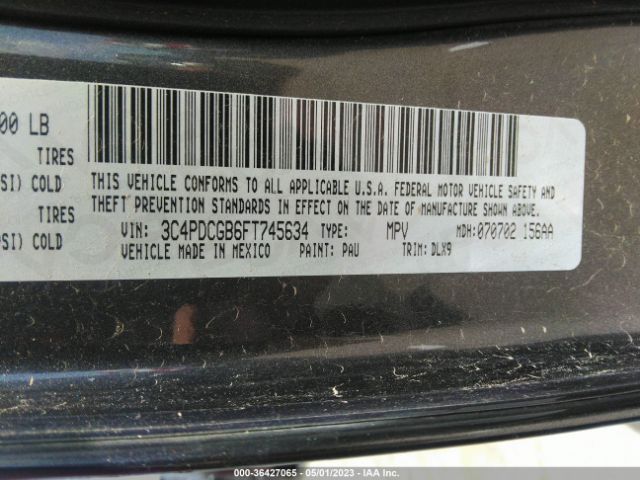 00 LB
TIRES
SI) COLD
TIRES
PSI) COLD
THIS VEHICLE CONFORMS TO ALL APPLICABLE U.S.A. FEDERAL MOTOR VEHICLE SAFETY AND
THEFT PREVENTION STANDARDS IN EFFECT ON THE DATE OF MANUFACTURE SHOWN ABOVE.
VIN: 3C4PDCGB6FT745634 TYPE: MPV MDH: 070702 156AA
VEHICLE MADE IN MEXICO PAINT: PAU TRIM: DLX9
000-36427065 - 05/01/2023 - IAA Inc.